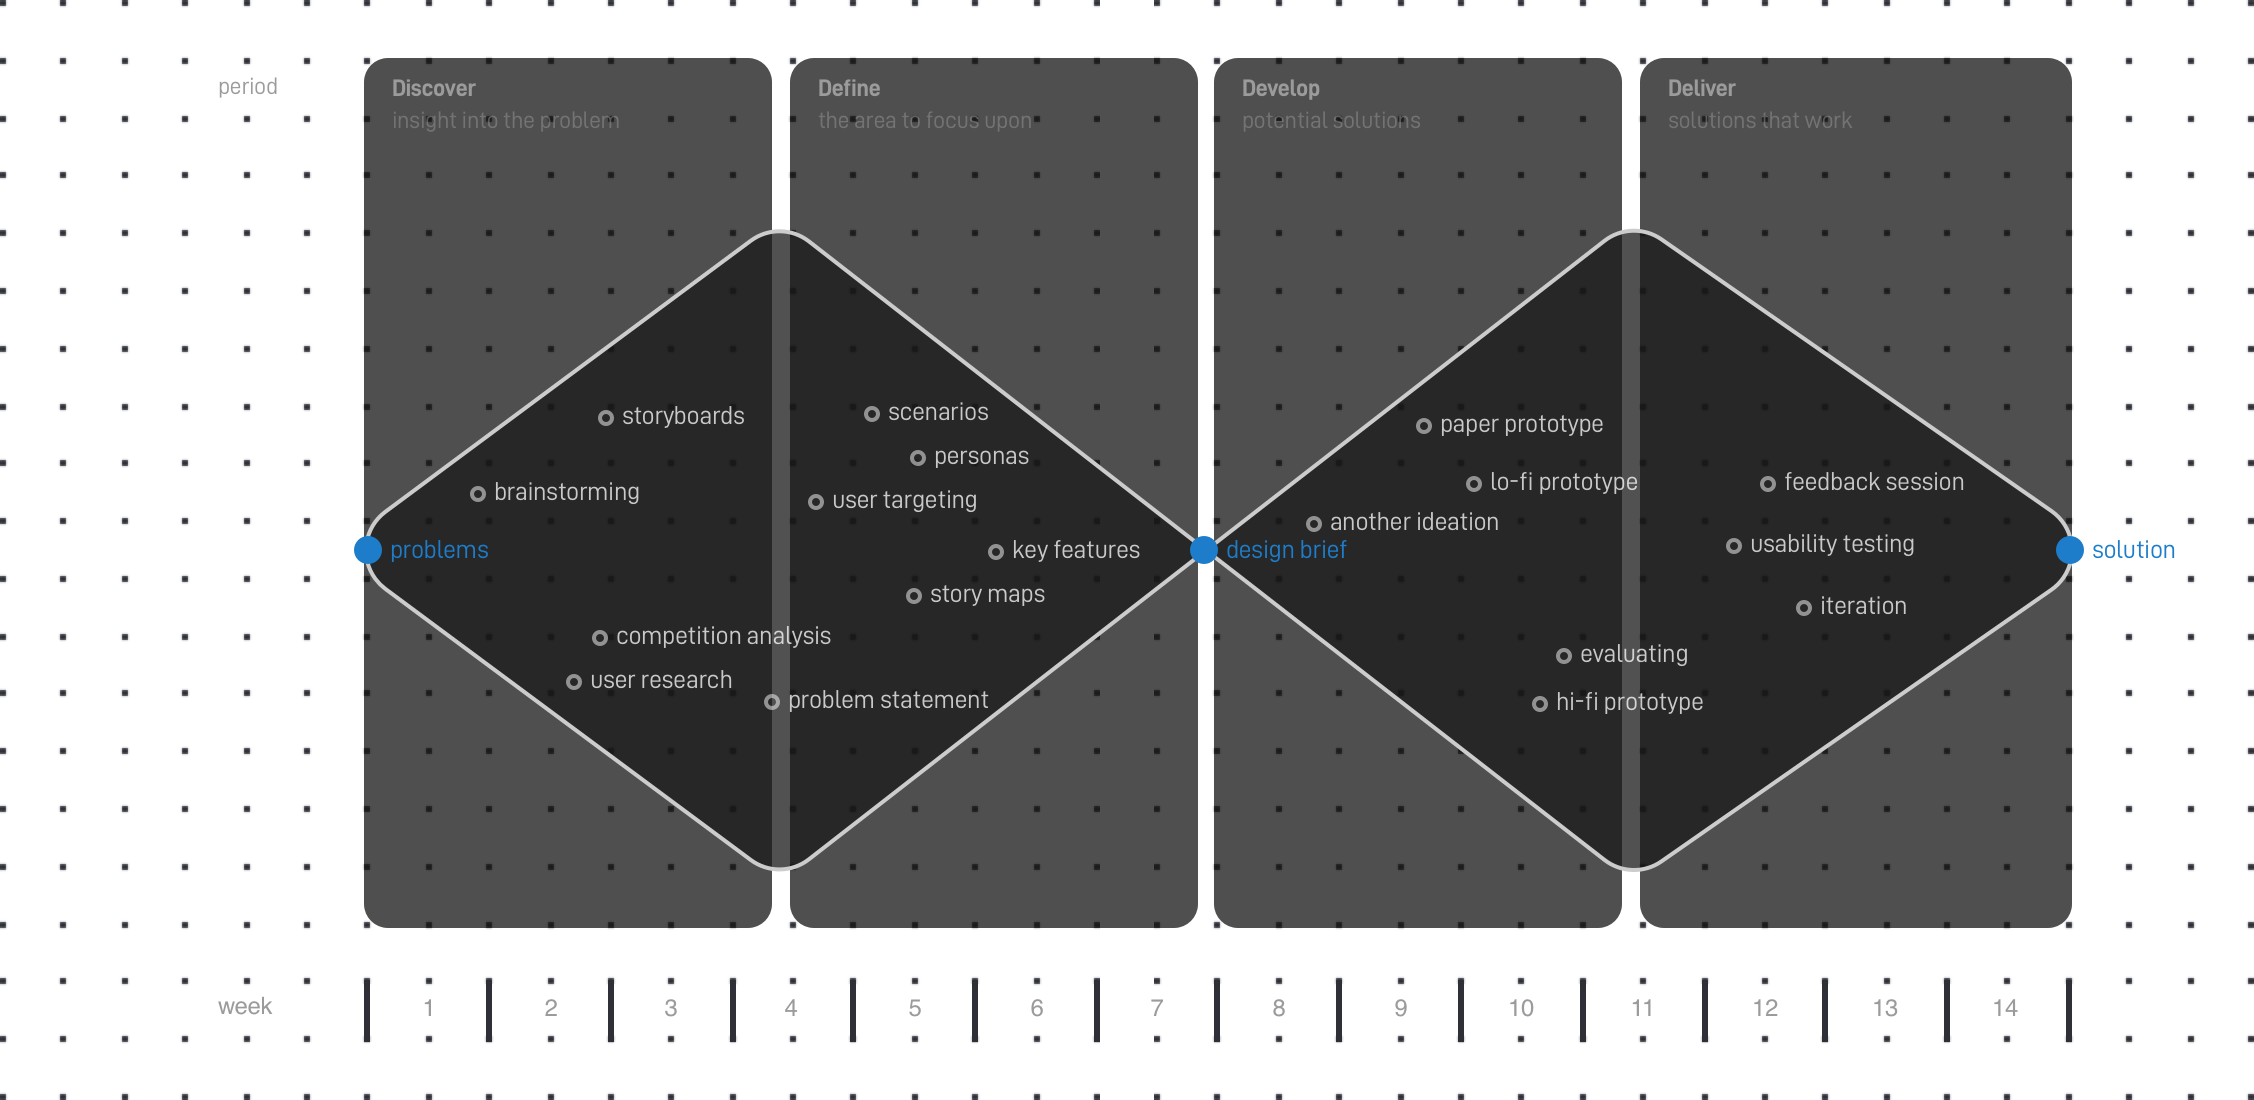 period
Discover
insight into the problem
Define
the area to focus upon
Develop
potential solutions
Deliver
solutions that work
storyboards
brainstorming
problems
competition analysis
user research
problem statement
scenarios
personas
user targeting
key features
story maps
design brief
paper prototype
lo-fi prototype
another ideation
evaluating
hi-fi prototype
feedback session
usability testing
iteration
solution
week
1 2 3 4 5 6 7 8 9 10 11 12 13 14